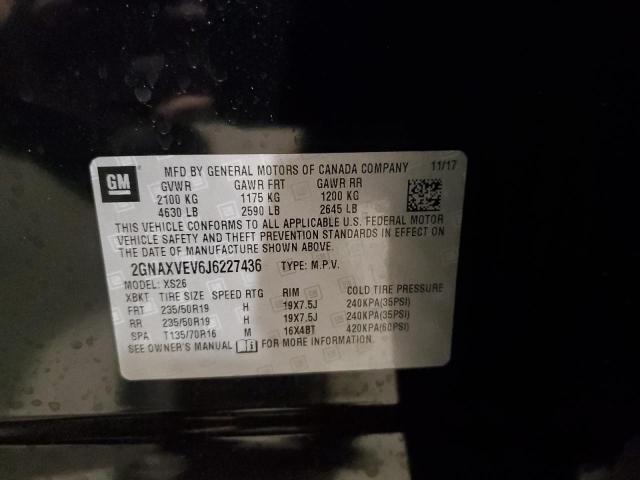 GM
MFD BY GENERAL MOTORS OF CANADA COMPANY 11/17
GVWR GAWR FRT GAWR RR
2100 KG 1175 KG 1200 KG
4630 LB 2590 LB 2645 LB
THIS VEHICLE CONFORMS TO ALL APPLICABLE U.S. FEDERAL MOTOR
VEHICLE SAFETY AND THEFT PREVENTION STANDARDS IN EFFECT
ON THE DATE OF MANUFACTURE SHOWN ABOVE.
2GNAXVEV6J6227436 TYPE: M.P.V.
MODEL: XS26
XBKT TIRE SIZE SPEED RTG RIM COLD TIRE PRESSURE
FRT 235/50R19 H 19X7.5J 240KPA(35PSI)
RR 235/50R19 H 19X7.5J 240KPA(35PSI)
SPA T135/70R16 M 16X4BT 420KPA(60PSI)
SEE OWNER'S MANUAL